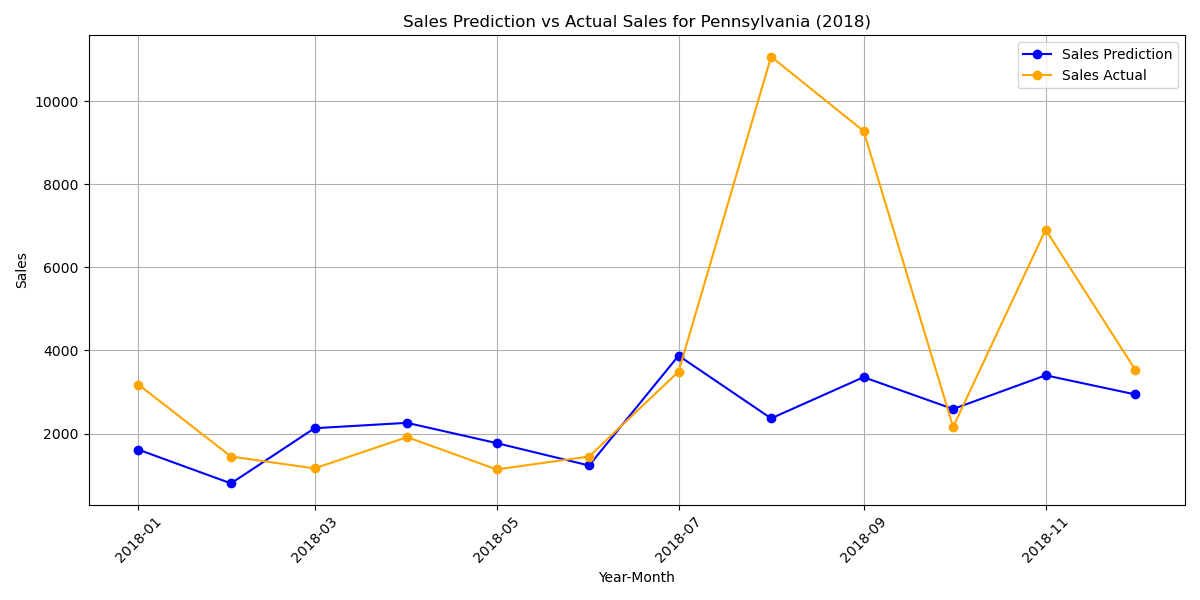 Sales Prediction vs Actual Sales for Pennsylvania (2018)
Sales Prediction
Sales Actual
10000
8000
6000
4000
2000
Sales
2018-01
2018-03
2018-05
2018-07
2018-09
2018-11
Year-Month